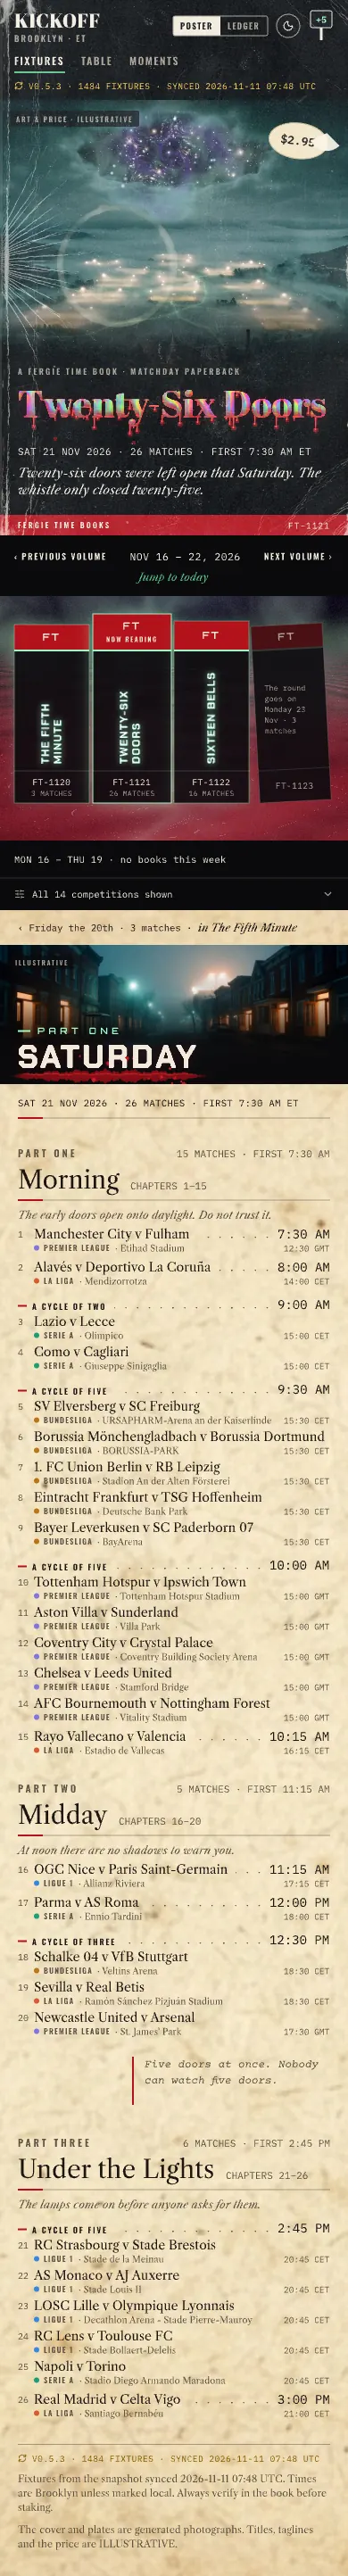 KICKOFF
BROOKLYN · ET
POSTER
LEDGER
+5
FIXTURES
TABLE
MOMENTS
V0.5.3 · 1484 FIXTURES · SYNCED 2026-11-11 07:48 UTC
ART & PRICE · ILLUSTRATIVE
$2.95
A FERGIE TIME BOOK · MATCHDAY PAPERBACK
Twenty-Six Doors
SAT 21 NOV 2026 · 26 MATCHES · FIRST 7:30 AM ET
Twenty-six doors were left open that Saturday. The
whistle only closed twenty-five.
FERGIE TIME BOOKS
FT-1121
‹ PREVIOUS VOLUME
NOV 16 – 22, 2026
NEXT VOLUME ›
Jump to today
FT
THE FIFTH
MINUTE
FT-1120
3 MATCHES
FT
NOW READING
TWENTY-SIX
DOORS
FT-1121
26 MATCHES
FT
SIXTEEN BELLS
FT-1122
16 MATCHES
FT
The round
goes on
Monday 23
Nov · 3
matches
FT-1123
MON 16 – THU 19 · no books this week
All 14 competitions shown
‹ Friday the 20th · 3 matches · in The Fifth Minute
ILLUSTRATIVE
PART ONE
SATURDAY
SAT 21 NOV 2026 · 26 MATCHES · FIRST 7:30 AM ET
PART ONE
15 MATCHES · FIRST 7:30 AM
Morning CHAPTERS 1–15
The early doors open onto daylight. Do not trust it.
1 Manchester City v Fulham 7:30 AM
PREMIER LEAGUE · Etihad Stadium 12:30 GMT
2 Alavés v Deportivo La Coruña 8:00 AM
LA LIGA · Mendizorrotza 14:00 CET
A CYCLE OF TWO 9:00 AM
3 Lazio v Lecce
SERIE A · Olimpico 15:00 CET
4 Como v Cagliari
SERIE A · Giuseppe Sinigaglia 15:00 CET
A CYCLE OF FIVE 9:30 AM
5 SV Elversberg v SC Freiburg
BUNDESLIGA · URSAPHARM-Arena an der Kaiserlinde 15:30 CET
6 Borussia Mönchengladbach v Borussia Dortmund
BUNDESLIGA · BORUSSIA-PARK 15:30 CET
7 1. FC Union Berlin v RB Leipzig
BUNDESLIGA · Stadion An der Alten Försterei 15:30 CET
8 Eintracht Frankfurt v TSG Hoffenheim
BUNDESLIGA · Deutsche Bank Park 15:30 CET
9 Bayer Leverkusen v SC Paderborn 07
BUNDESLIGA · BayArena 15:30 CET
A CYCLE OF FIVE 10:00 AM
10 Tottenham Hotspur v Ipswich Town
PREMIER LEAGUE · Tottenham Hotspur Stadium 15:00 GMT
11 Aston Villa v Sunderland
PREMIER LEAGUE · Villa Park 15:00 GMT
12 Coventry City v Crystal Palace
PREMIER LEAGUE · Coventry Building Society Arena 15:00 GMT
13 Chelsea v Leeds United
PREMIER LEAGUE · Stamford Bridge 15:00 GMT
14 AFC Bournemouth v Nottingham Forest
PREMIER LEAGUE · Vitality Stadium 15:00 GMT
15 Rayo Vallecano v Valencia 10:15 AM
LA LIGA · Estadio de Vallecas 16:15 CET
PART TWO
5 MATCHES · FIRST 11:15 AM
Midday CHAPTERS 16–20
At noon there are no shadows to warn you.
16 OGC Nice v Paris Saint-Germain 11:15 AM
LIGUE 1 · Allianz Riviera 17:15 CET
17 Parma v AS Roma 12:00 PM
SERIE A · Ennio Tardini 18:00 CET
A CYCLE OF THREE 12:30 PM
18 Schalke 04 v VfB Stuttgart
BUNDESLIGA · Veltins Arena 18:30 CET
19 Sevilla v Real Betis
LA LIGA · Ramón Sánchez Pizjuán Stadium 18:30 CET
20 Newcastle United v Arsenal
PREMIER LEAGUE · St. James' Park 17:30 GMT
Five doors at once. Nobody
can watch five doors.
PART THREE
6 MATCHES · FIRST 2:45 PM
Under the Lights CHAPTERS 21–26
The lamps come on before anyone asks for them.
A CYCLE OF FIVE 2:45 PM
21 RC Strasbourg v Stade Brestois
LIGUE 1 · Stade de la Meinau 20:45 CET
22 AS Monaco v AJ Auxerre
LIGUE 1 · Stade Louis II 20:45 CET
23 LOSC Lille v Olympique Lyonnais
LIGUE 1 · Decathlon Arena - Stade Pierre-Mauroy 20:45 CET
24 RC Lens v Toulouse FC
LIGUE 1 · Stade Bollaert-Delelis 20:45 CET
25 Napoli v Torino
SERIE A · Stadio Diego Armando Maradona 20:45 CET
26 Real Madrid v Celta Vigo 3:00 PM
LA LIGA · Santiago Bernabéu 21:00 CET
V0.5.3 · 1484 FIXTURES · SYNCED 2026-11-11 07:48 UTC
Fixtures from the snapshot synced 2026-11-11 07:48 UTC. Times
are Brooklyn unless marked local. Always verify in the book before
staking.
The cover and plates are generated photographs. Titles, taglines
and the price are ILLUSTRATIVE.